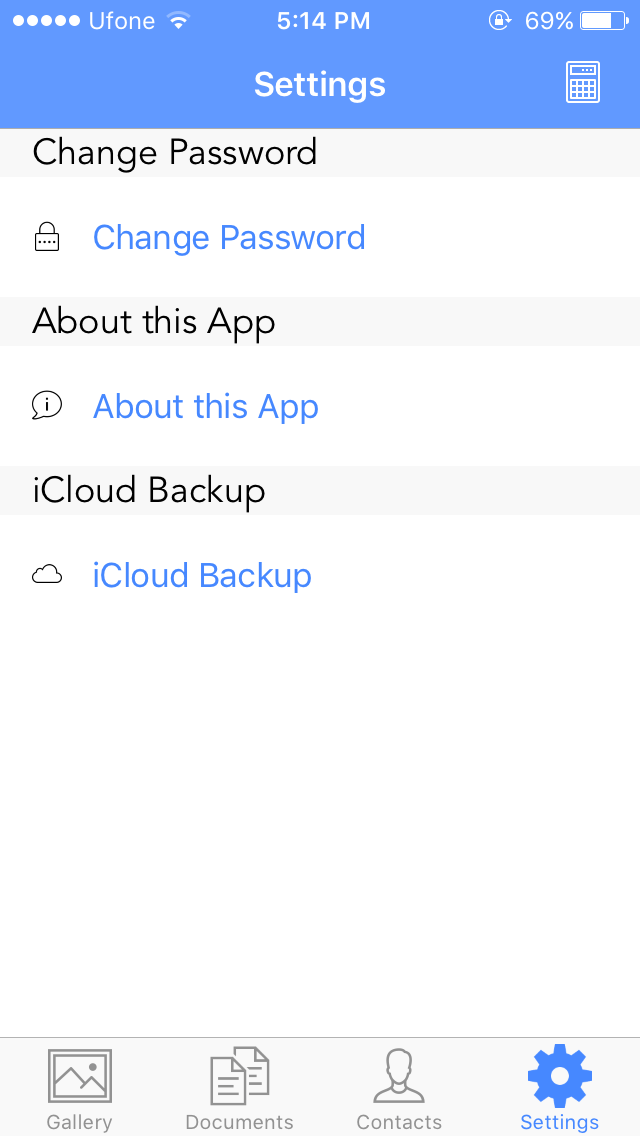 Ufone 5:14 PM 69%
Settings
Change Password
Change Password
About this App
About this App
iCloud Backup
iCloud Backup
Gallery Documents Contacts Settings